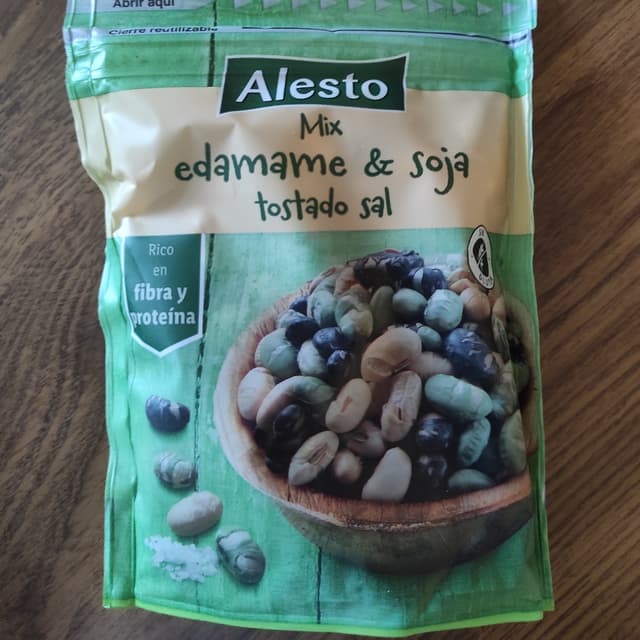 Abrir aquí
Cierre reutilizable
Alesto
Mix
edamame & soja
tostado sal
Rico
en
fibra y
proteína